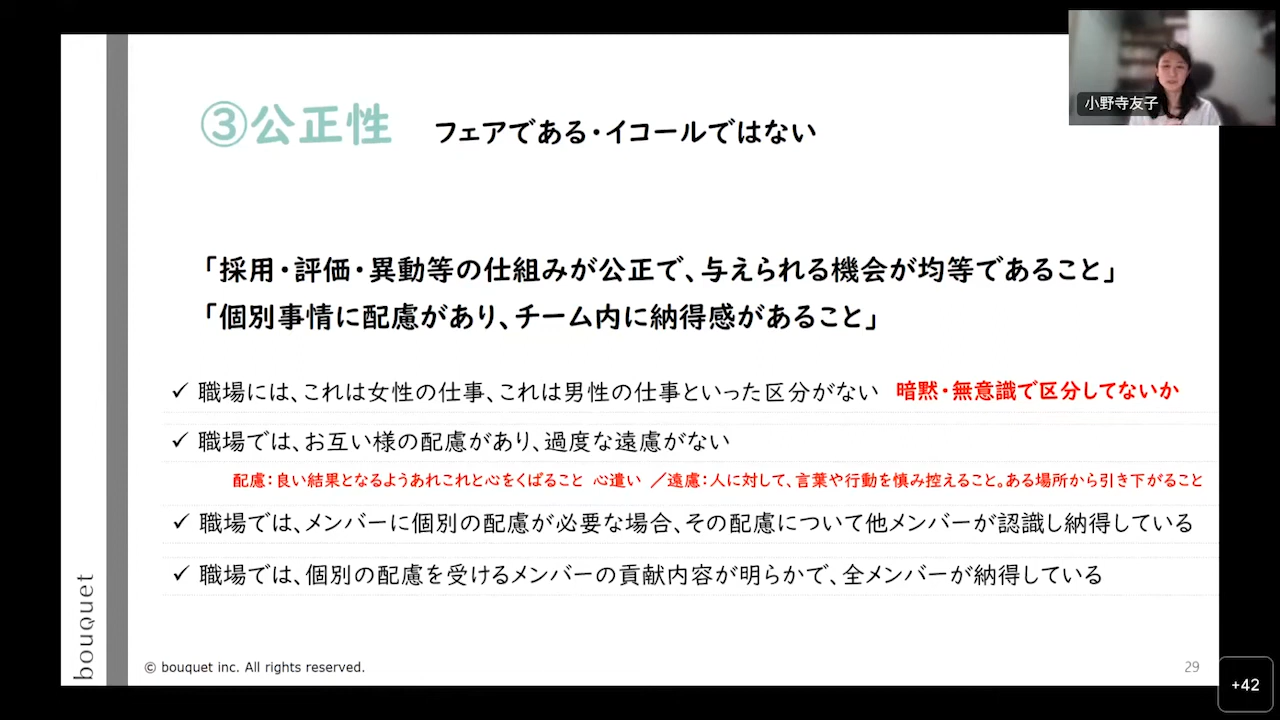 ③公正性 フェアである・イコールではない
小野寺友子
「採用・評価・異動等の仕組みが公正で、与えられる機会が均等であること」
「個別事情に配慮があり、チーム内に納得感があること」
✓ 職場には、これは女性の仕事、これは男性の仕事といった区分がない 暗黙・無意識で区分してないか
✓ 職場では、お互い様の配慮があり、過度な遠慮がない
配慮：良い結果となるようあれこれと心をくばること 心遣い ／遠慮：人に対して、言葉や行動を慎み控えること。ある場所から引き下がること
✓ 職場では、メンバーに個別の配慮が必要な場合、その配慮について他メンバーが認識し納得している
✓ 職場では、個別の配慮を受けるメンバーの貢献内容が明らかで、全メンバーが納得している
bouquet
© bouquet inc. All rights reserved.
29
+42